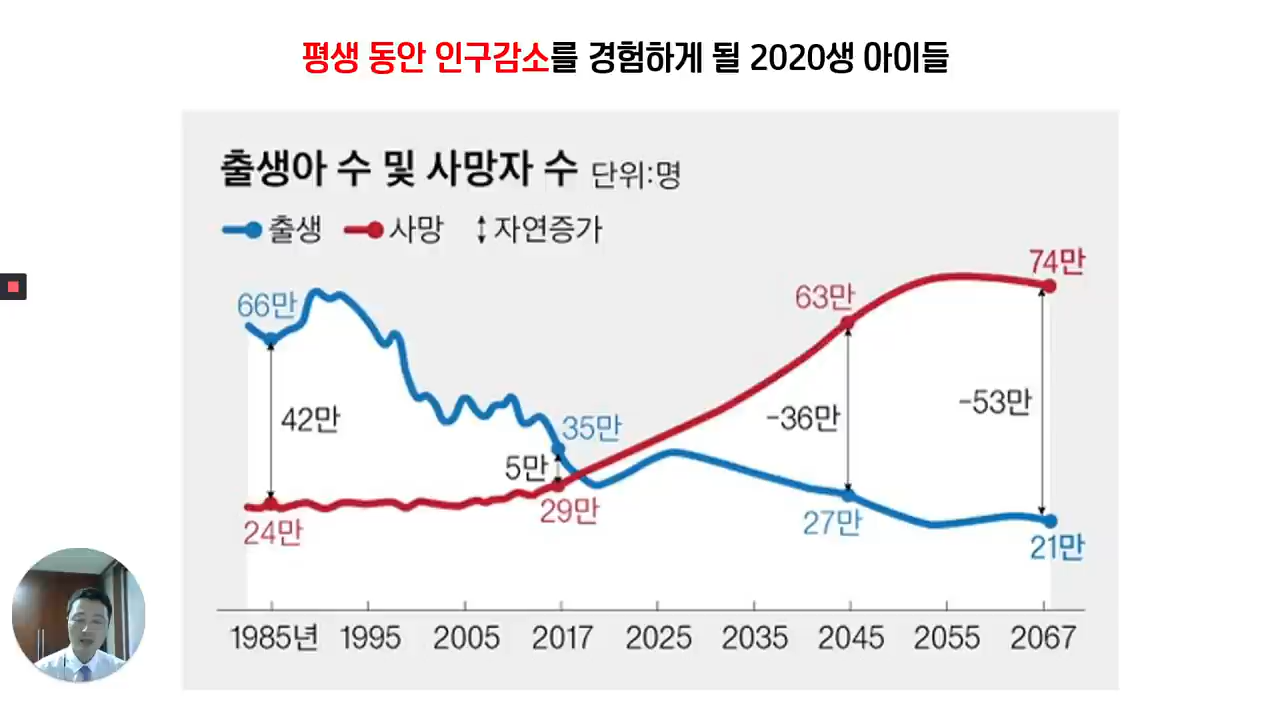 평생 동안 인구감소를 경험하게 될 2020생 아이들
출생아 수 및 사망자 수 단위:명
출생 사망 자연증가
74만
63만
66만
-53만
-36만
42만
35만
5만
29만
24만
27만
21만
1985년 1995 2005 2017 2025 2035 2045 2055 2067